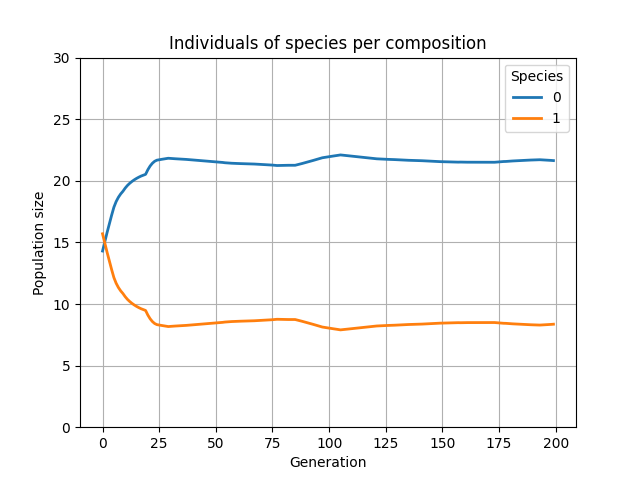 Individuals of species per composition
Species
0
1
30
25
20
15
10
5
0
Population size
0 25 50 75 100 125 150 175 200
Generation